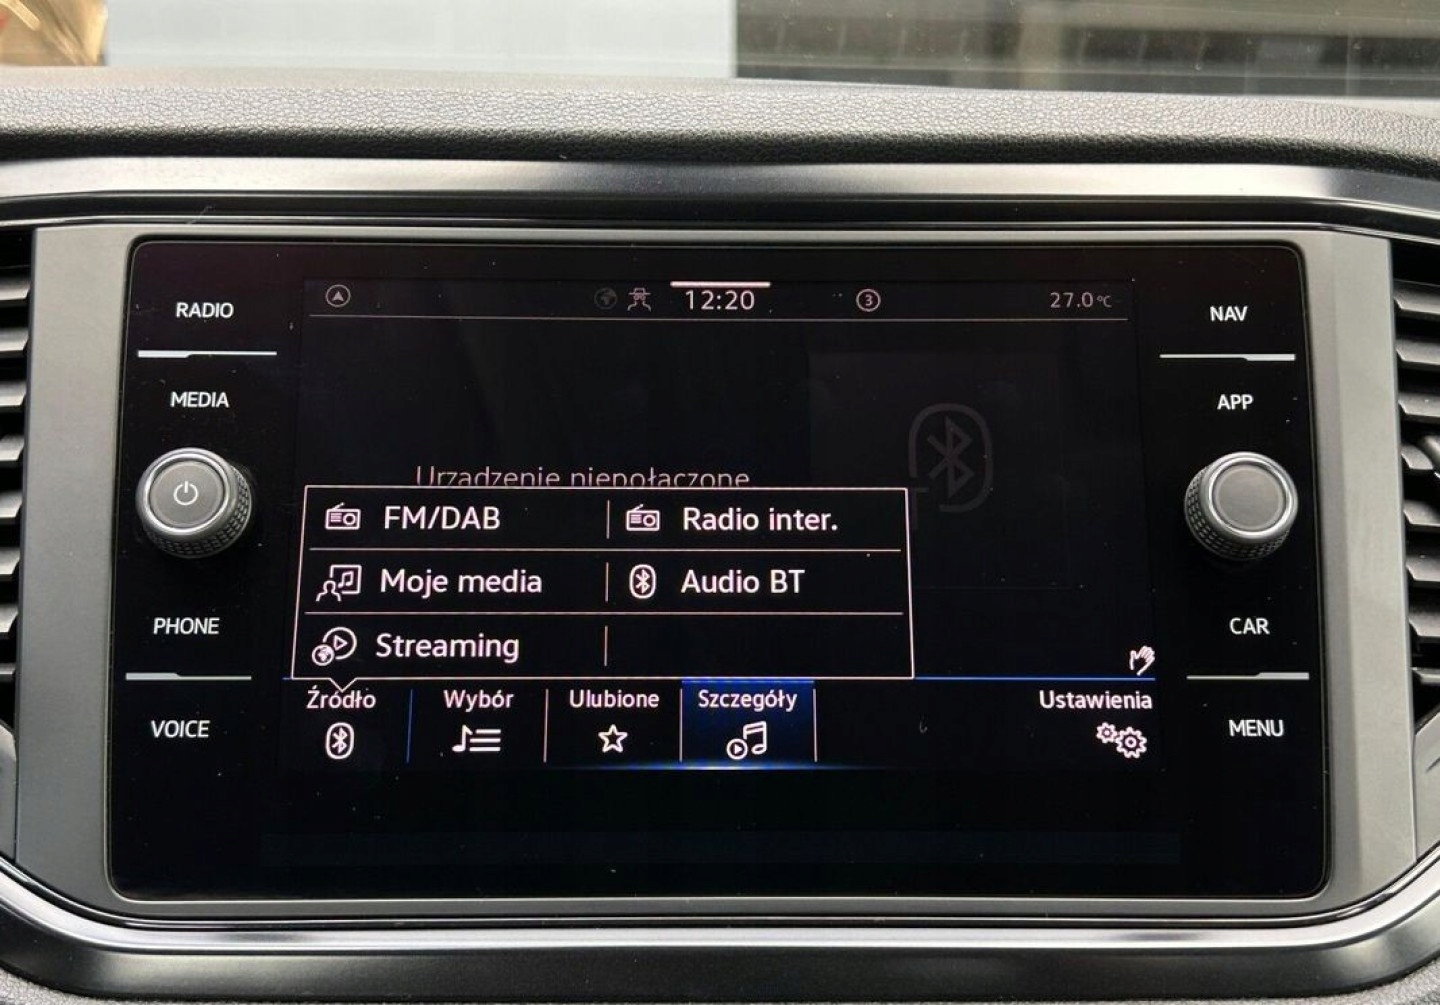 RADIO
MEDIA
PHONE
VOICE
12:20
3
27.0°C
Urządzenie niepołączone
FM/DAB
Radio inter.
Moje media
Audio BT
Streaming
Źródło
Wybór
Ulubione
Szczegóły
Ustawienia
NAV
APP
CAR
MENU